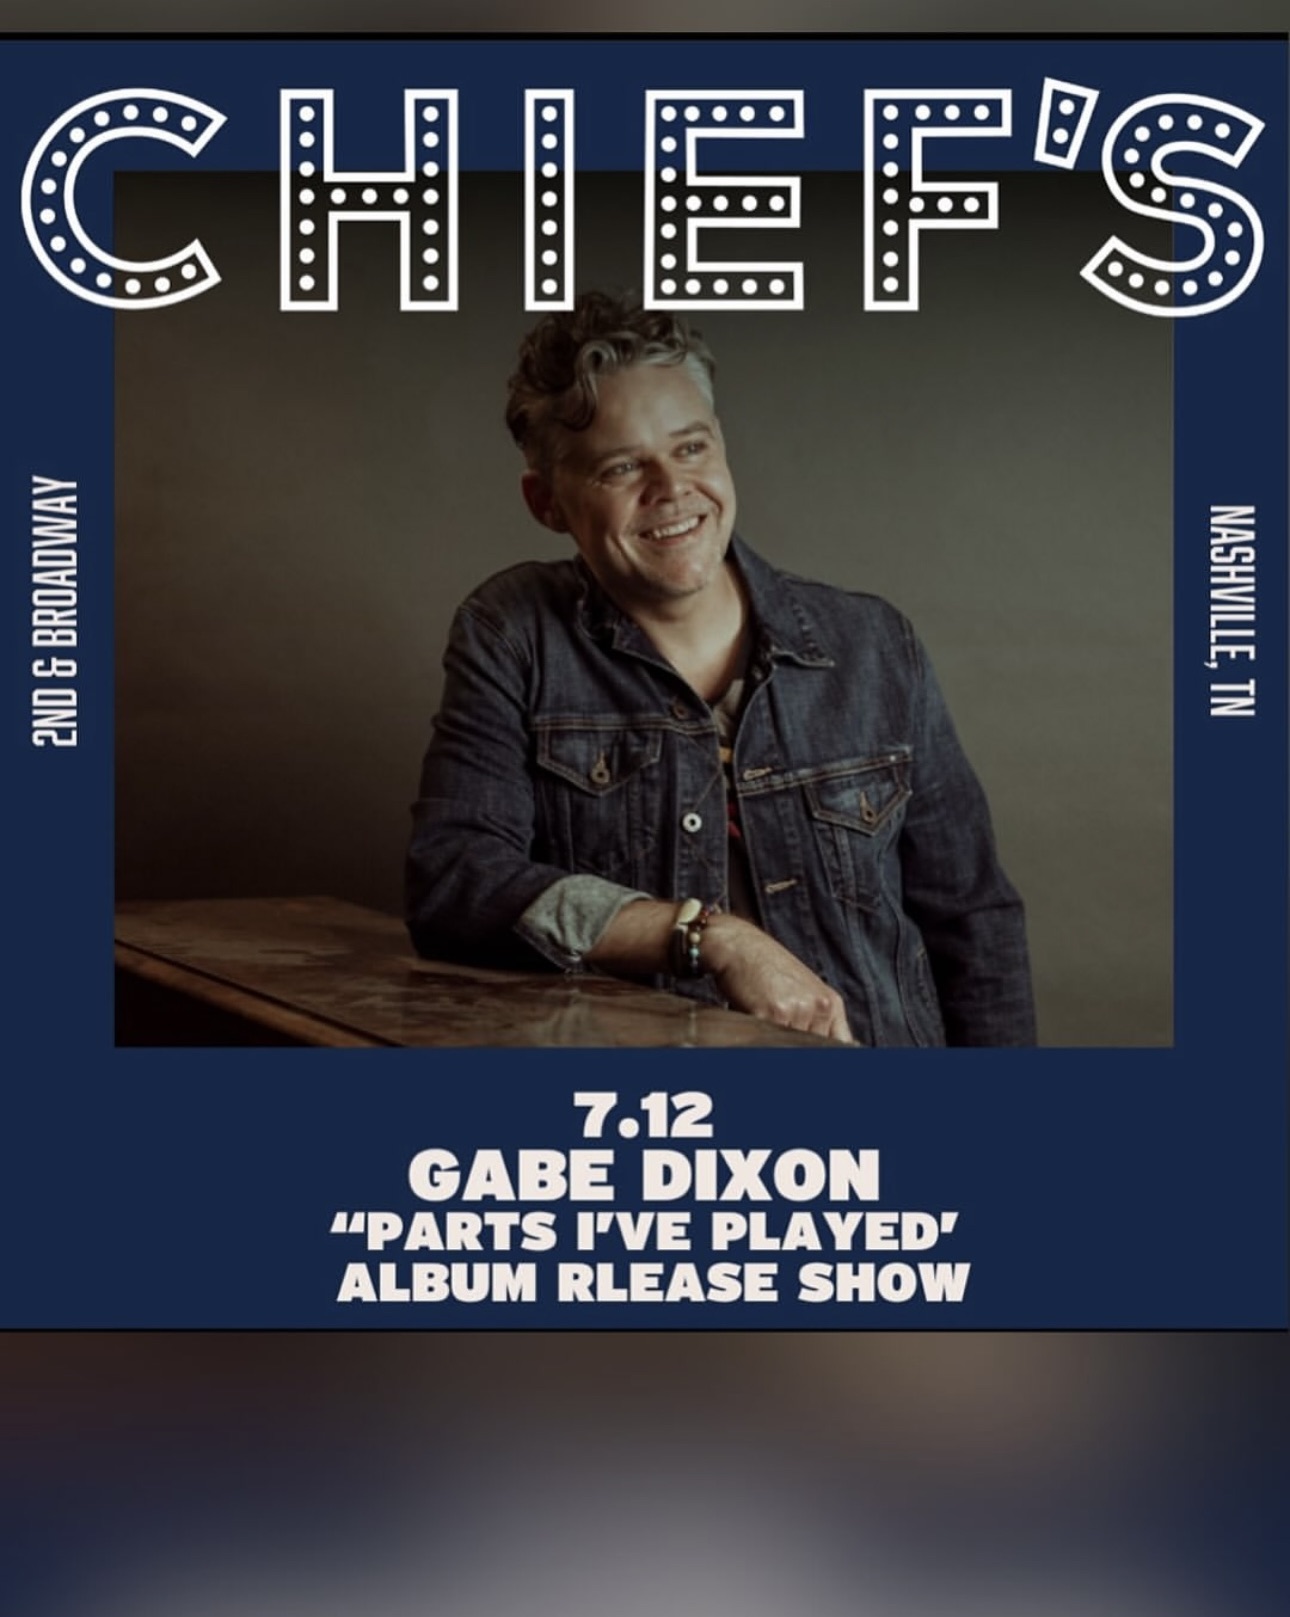 CHIEF'S
2ND & BROADWAY
NASHVILLE, TN
7.12
GABE DIXON
“PARTS I'VE PLAYED'
ALBUM RLEASE SHOW